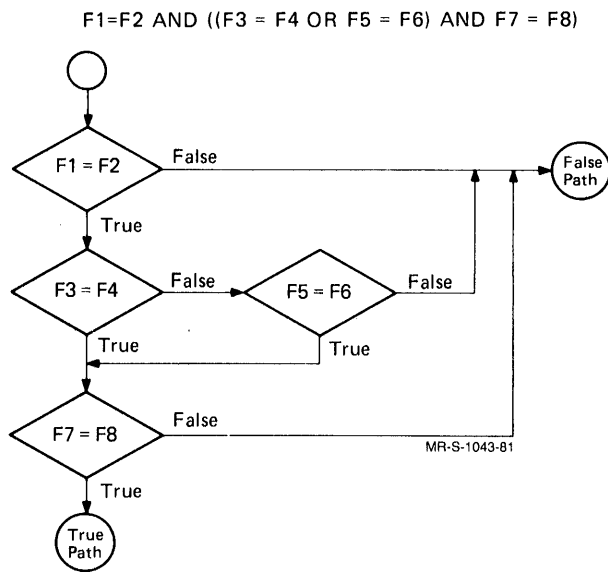 F1=F2 AND ((F3 = F4 OR F5 = F6) AND F7 = F8)
F1 = F2
False
False
Path
True
F3 = F4
False
F5 = F6
False
True
True
F7 = F8
False
MR-S-1043-81
True
True
Path